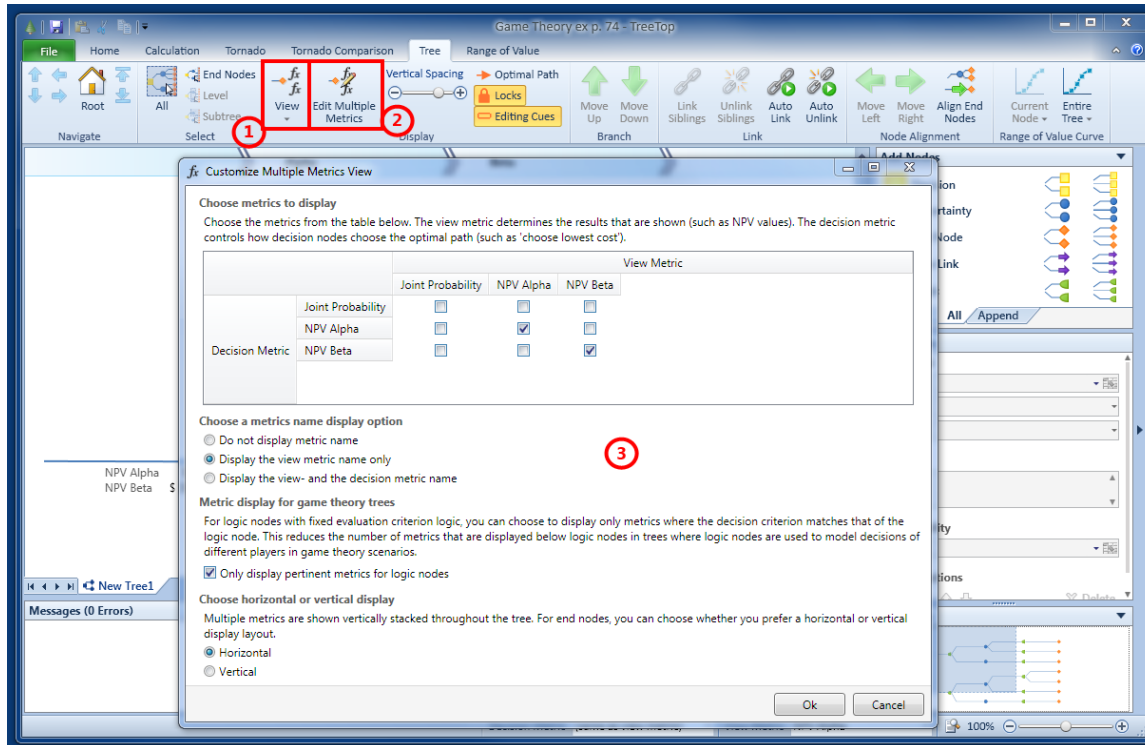 Game Theory ex p. 74 - TreeTop
File Home Calculation Tornado Tornado Comparison Tree Range of Value
Root
Navigate
All
End Nodes
Level
Subtree
Select
View
Edit Multiple
Metrics
Vertical Spacing
Optimal Path
Locks
Editing Cues
Display
Move
Up
Move
Down
Branch
Link
Siblings
Unlink
Siblings
Auto
Link
Auto
Unlink
Link
Move
Left
Move
Right
Align End
Nodes
Node Alignment
Current
Node
Entire
Tree
Range of Value Curve
1
2
fx Customize Multiple Metrics View
Choose metrics to display
Choose the metrics from the table below. The view metric determines the results that are shown (such as NPV values). The decision metric
controls how decision nodes choose the optimal path (such as 'choose lowest cost').
View Metric
Joint Probability NPV Alpha NPV Beta
Joint Probability
NPV Alpha
Decision Metric NPV Beta
Choose a metrics name display option
Do not display metric name
Display the view metric name only
Display the view- and the decision metric name
3
Metric display for game theory trees
For logic nodes with fixed evaluation criterion logic, you can choose to display only metrics where the decision criterion matches that of the
logic node. This reduces the number of metrics that are displayed below logic nodes in trees where logic nodes are used to model decisions of
different players in game theory scenarios.
Only display pertinent metrics for logic nodes
Choose horizontal or vertical display
Multiple metrics are shown vertically stacked throughout the tree. For end nodes, you can choose whether you prefer a horizontal or vertical
display layout.
Horizontal
Vertical
Ok Cancel
NPV Alpha
NPV Beta $
New Tree1
Messages (0 Errors)
Add Nodes
All Append
Delete
100%